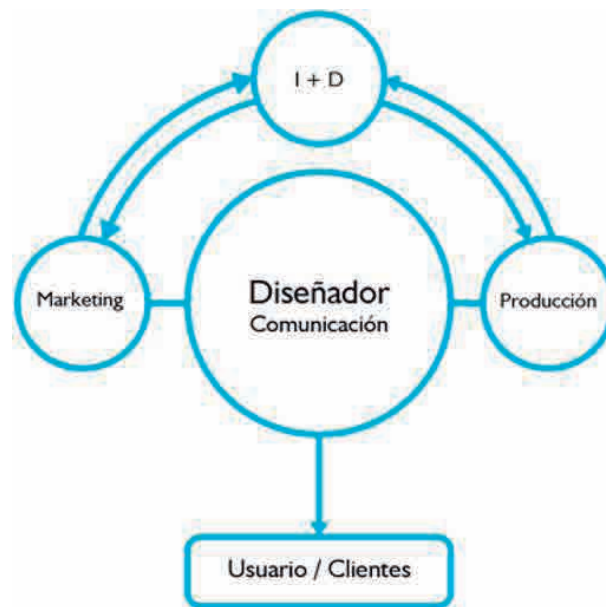 I + D
Marketing
Diseñador
Comunicación
Producción
Usuario / Clientes